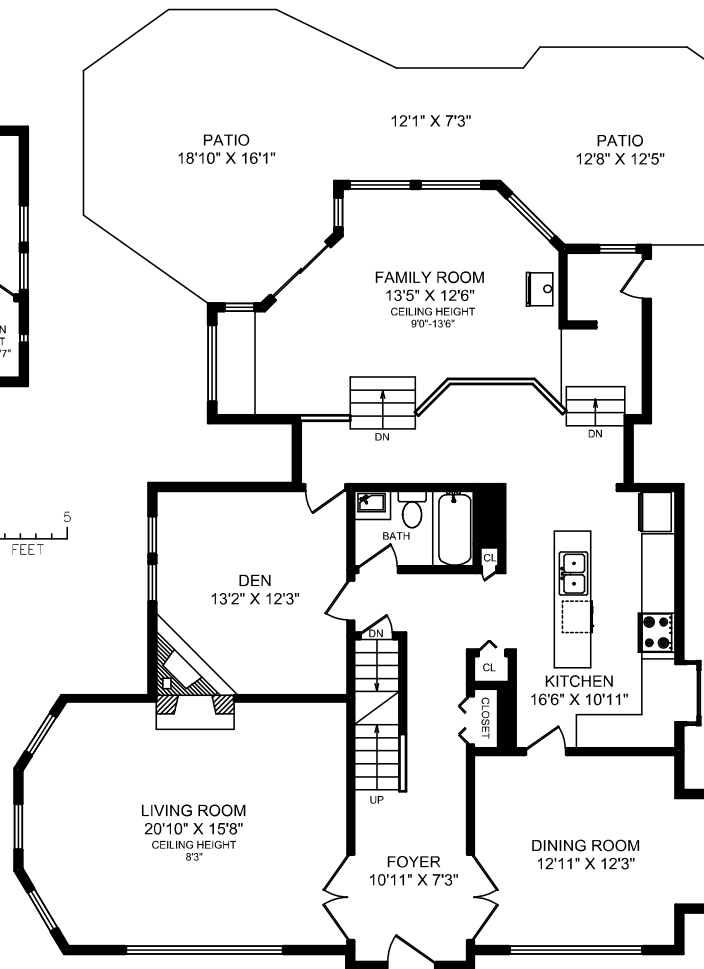 PATIO
18'10" X 16'1"
12'1" X 7'3"
PATIO
12'8" X 12'5"
FAMILY ROOM
13'5" X 12'6"
CEILING HEIGHT
9'0"-13'6"
N
T
'7"
DN
DN
5
FEET
BATH
CL
DEN
13'2" X 12'3"
DN
CL
KITCHEN
16'6" X 10'11"
CLOSET
UP
LIVING ROOM
20'10" X 15'8"
CEILING HEIGHT
8'3"
DINING ROOM
12'11" X 12'3"
FOYER
10'11" X 7'3"